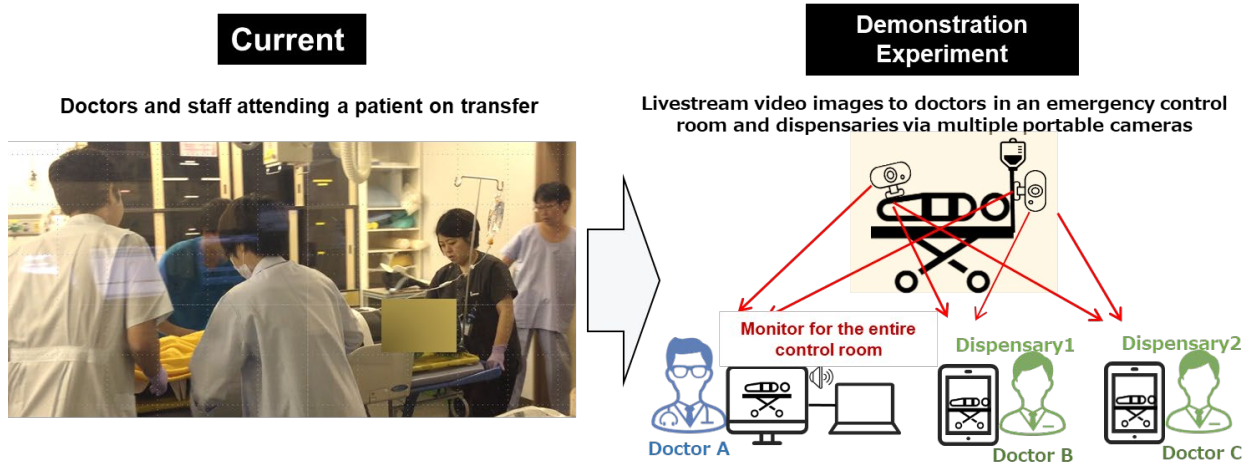 Current
Doctors and staff attending a patient on transfer
Demonstration
Experiment
Livestream video images to doctors in an emergency control
room and dispensaries via multiple portable cameras
Monitor for the entire
control room
Dispensary1
Dispensary2
Doctor A
Doctor B
Doctor C